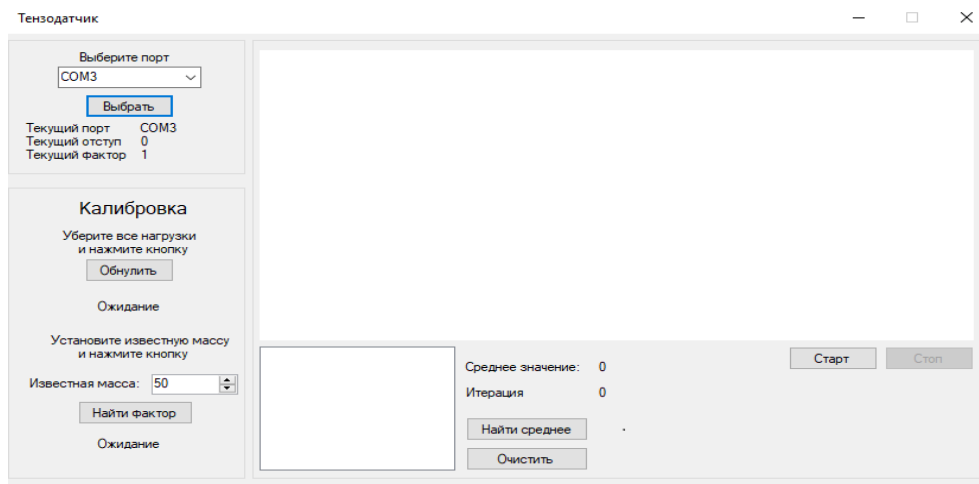 Тензодатчик
Выберите порт
COM3
Выбрать
Текущий порт COM3
Текущий отступ 0
Текущий фактор 1
Калибровка
Уберите все нагрузки
и нажмите кнопку
Обнулить
Ожидание
Установите известную массу
и нажмите кнопку
Известная масса: 50
Найти фактор
Ожидание
Среднее значение: 0
Итерация 0
Найти среднее .
Очистить
Старт Стоп